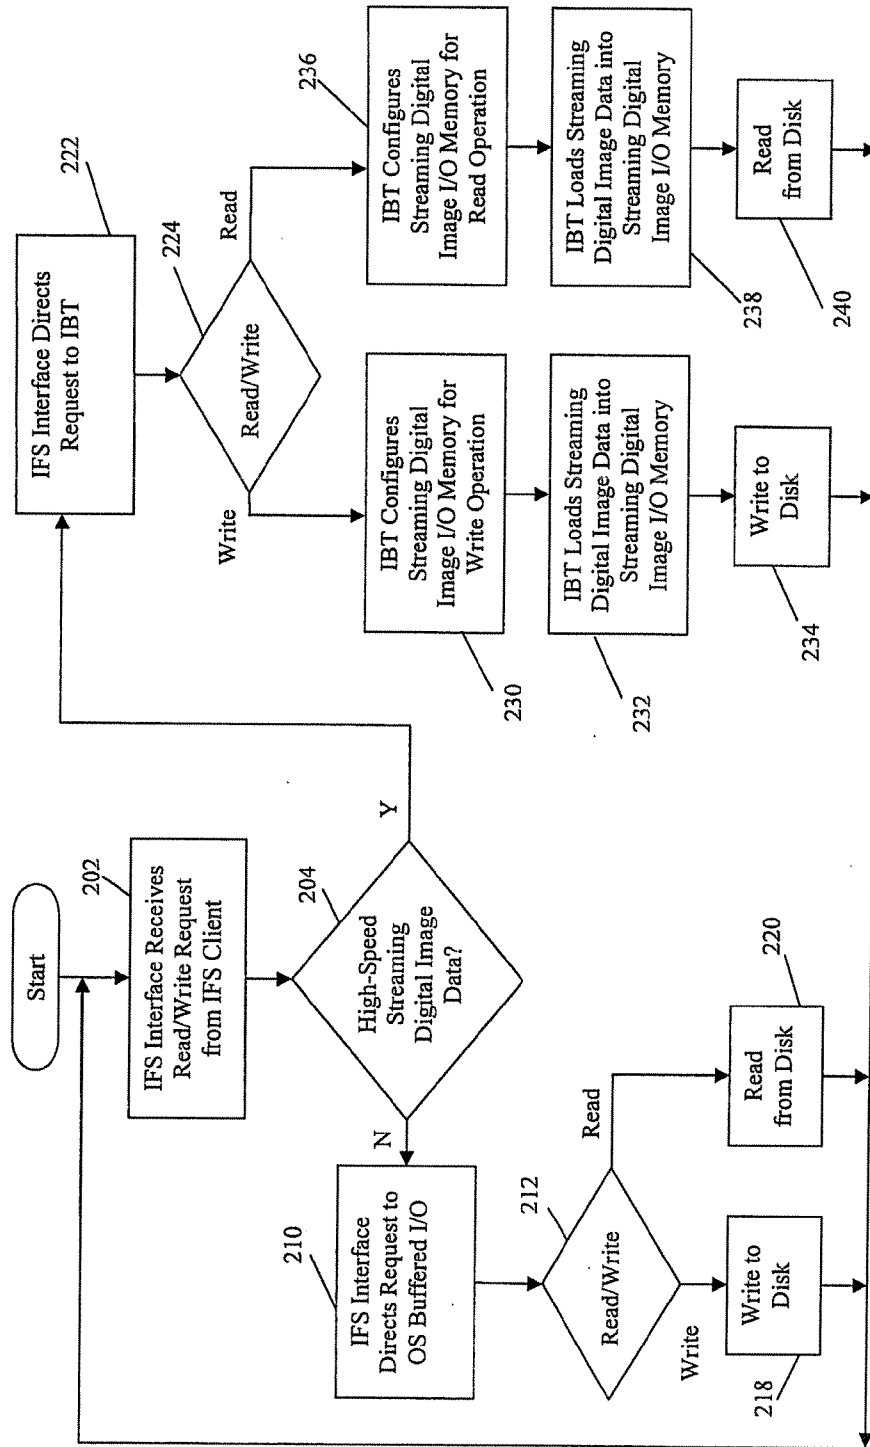 Start
202
IFS Interface Receives
Read/Write Request
from IFS Client
204
High-Speed
Streaming
Digital Image
Data?
N
Y
210
IFS Interface
Directs Request to
OS Buffered I/O
212
Read/Write
Write
Read
218
Write to
Disk
220
Read
from Disk
222
IFS Interface Directs
Request to IBT
224
Read/Write
Write
Read
230
IBT Configures
Streaming Digital
Image I/O Memory for
Write Operation
232
IBT Loads Streaming
Digital Image Data into
Streaming Digital
Image I/O Memory
234
Write to
Disk
236
IBT Configures
Streaming Digital
Image I/O Memory for
Read Operation
238
IBT Loads Streaming
Digital Image Data into
Streaming Digital
Image I/O Memory
240
Read
from Disk